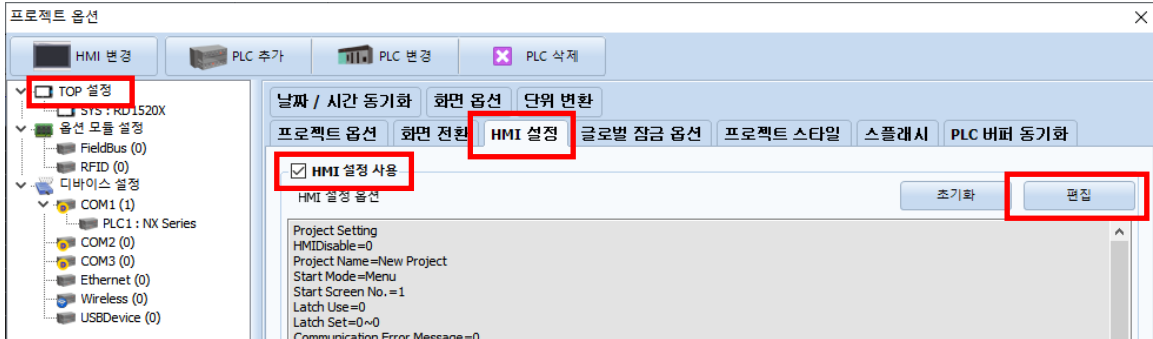 프로젝트 옵션
HMI 변경
PLC 추가
PLC 변경
PLC 삭제
TOP 설정
SYS : RD1520X
옵션 모듈 설정
FieldBus (0)
RFID (0)
디바이스 설정
COM1 (1)
PLC1 : NX Series
COM2 (0)
COM3 (0)
Ethernet (0)
Wireless (0)
USBDevice (0)
날짜 / 시간 동기화
화면 옵션
단위 변환
프로젝트 옵션
화면 전환
HMI 설정
글로벌 잠금 옵션
프로젝트 스타일
스플래시
PLC 버퍼 동기화
HMI 설정 사용
HMI 설정 옵션
초기화
편집
Project Setting
HMIDisable=0
Project Name=New Project
Start Mode=Menu
Start Screen No.=1
Latch Use=0
Latch Set=0~0
Communication Error Message=0